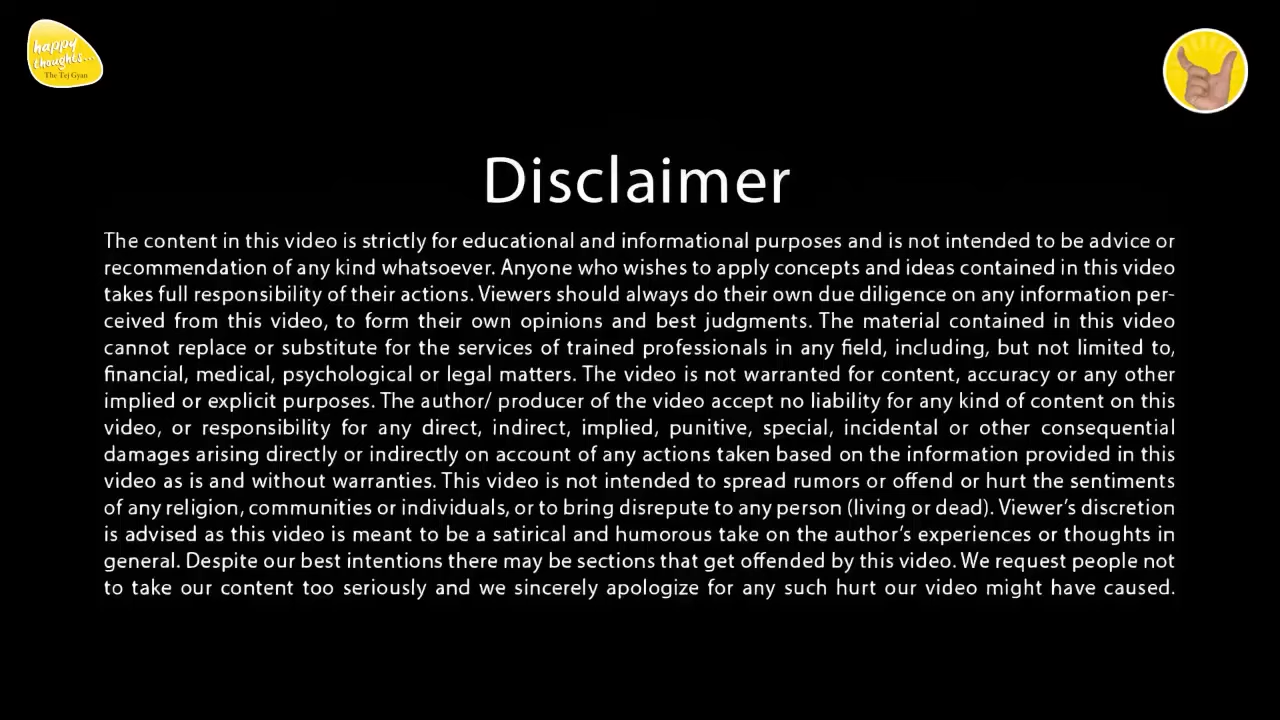 happy
thoughts...
The Tej Gyan
Disclaimer
The content in this video is strictly for educational and informational purposes and is not intended to be advice or
recommendation of any kind whatsoever. Anyone who wishes to apply concepts and ideas contained in this video
takes full responsibility of their actions. Viewers should always do their own due diligence on any information per-
ceived from this video, to form their own opinions and best judgments. The material contained in this video
cannot replace or substitute for the services of trained professionals in any field, including, but not limited to,
financial, medical, psychological or legal matters. The video is not warranted for content, accuracy or any other
implied or explicit purposes. The author/ producer of the video accept no liability for any kind of content on this
video, or responsibility for any direct, indirect, implied, punitive, special, incidental or other consequential
damages arising directly or indirectly on account of any actions taken based on the information provided in this
video as is and without warranties. This video is not intended to spread rumors or offend or hurt the sentiments
of any religion, communities or individuals, or to bring disrepute to any person (living or dead). Viewer’s discretion
is advised as this video is meant to be a satirical and humorous take on the author’s experiences or thoughts in
general. Despite our best intentions there may be sections that get offended by this video. We request people not
to take our content too seriously and we sincerely apologize for any such hurt our video might have caused.